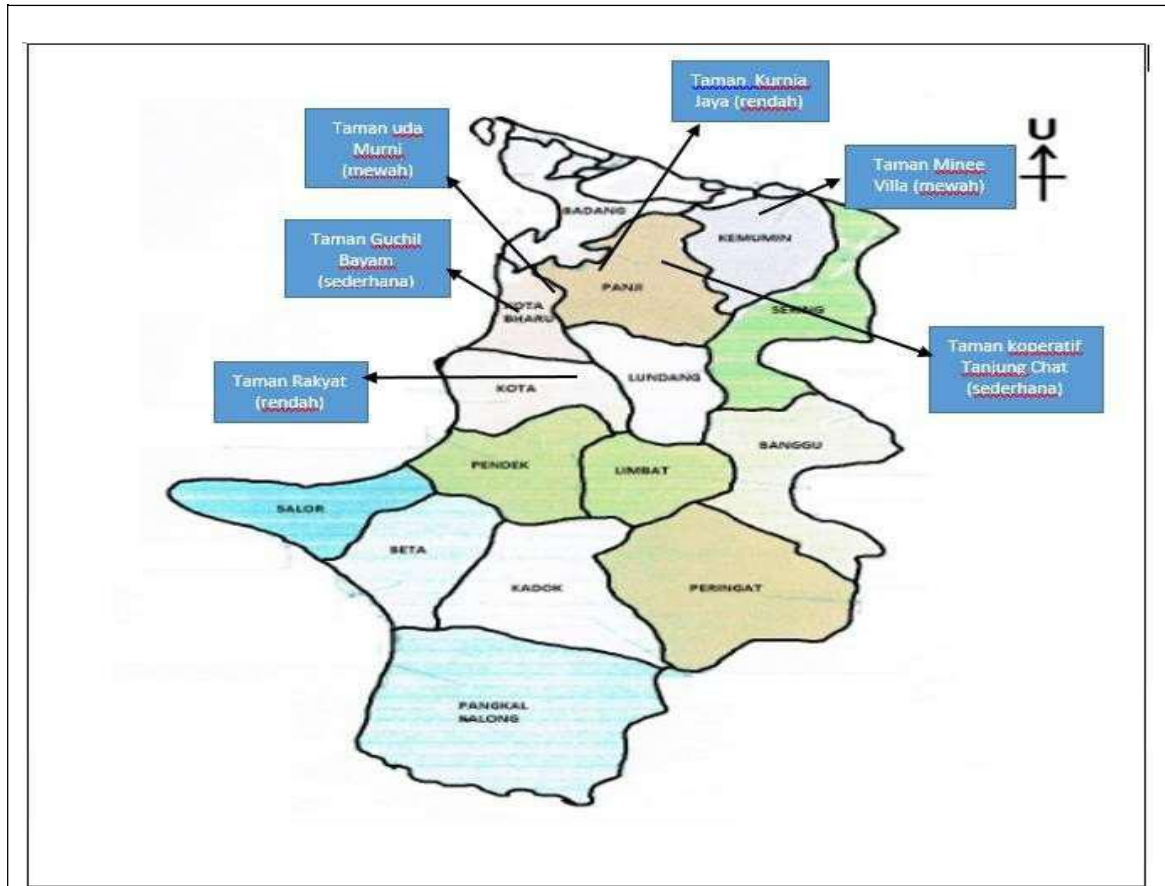 Taman Kurnia
Jaya (rendah)
Taman uda
Murni
(mewah)
U
Taman Minee
Villa (mewah)
BADANG
Taman Guchil
Bayam
(sederhana)
KEMUMIN
PANJI
KOTA
BHARU
SERING
Taman koperatif
Tanjung Chat
(sederhana)
Taman Rakyat
(rendah)
LUNDANG
KOTA
BANGGU
PENDEK
LIMBAT
SALOR
BETA
KADOK
PERINGAT
PANGKAL
KALONG